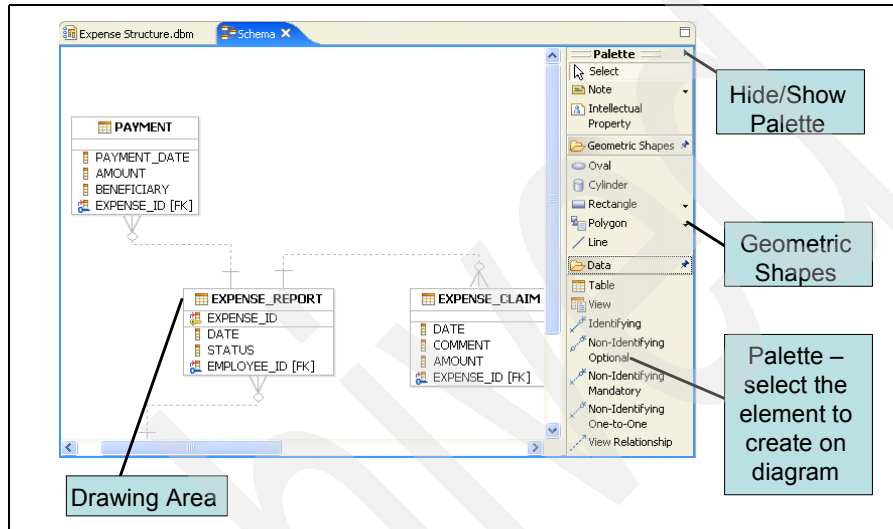 Expense Structure.dbm
Schema
PAYMENT
PAYMENT_DATE
AMOUNT
BENEFICIARY
EXPENSE_ID [FK]
EXPENSE_REPORT
EXPENSE_ID
DATE
STATUS
EMPLOYEE_ID [FK]
EXPENSE_CLAIM
DATE
COMMENT
AMOUNT
EXPENSE_ID [FK]
Palette
Select
Note
Intellectual
Property
Geometric Shapes
Oval
Cylinder
Rectangle
Polygon
Line
Data
Table
View
Identifying
Non-Identifying
Optional
Non-Identifying
Mandatory
Non-Identifying
One-to-One
View Relationship
Hide/Show
Palette
Geometric
Shapes
Palette –
select the
element to
create on
diagram
Drawing Area